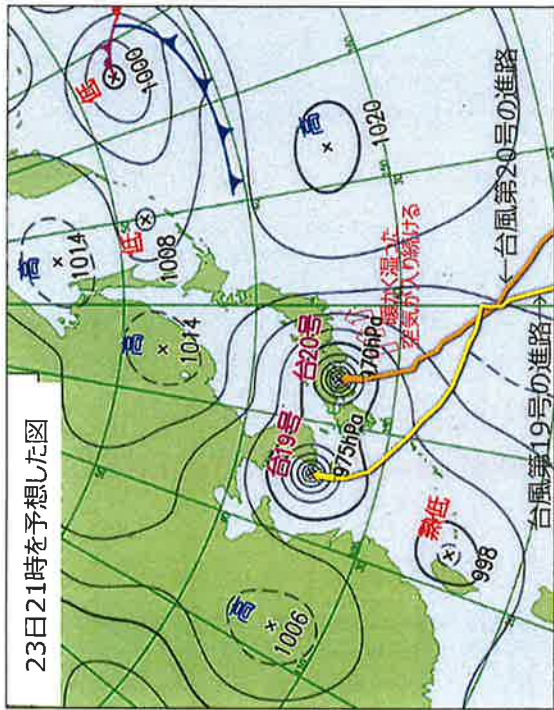 23日21時を予想した図
低
1000
高
1014
低
1008
高
1014
高
1020
台20号
970hPa
暖かく湿った
空気が入り続ける
台19号
975hPa
高
1006
熱低
998
←台風第20号の進路
台風第19号の進路→